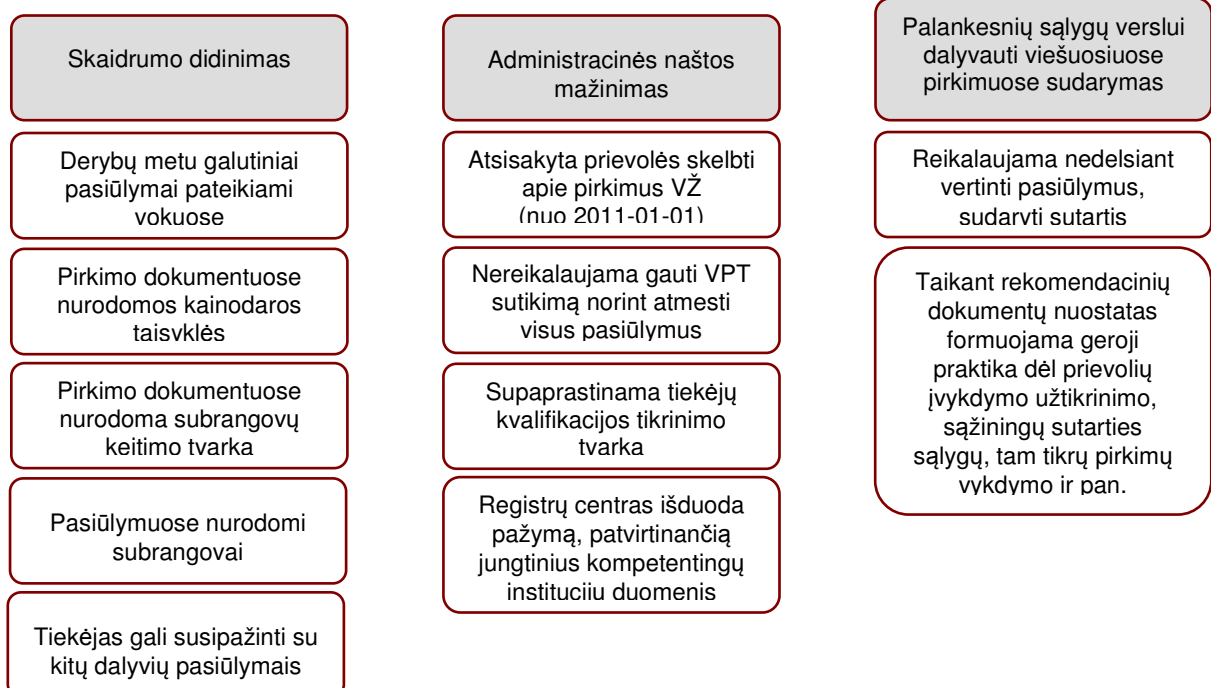 Skaidrumo didinimas
Derybų metu galutiniai
pasiūlymai pateikiami
vokuose
Pirkimo dokumentuose
nurodomos kainodaros
taisyklės
Pirkimo dokumentuose
nurodoma subrangovų
keitimo tvarka
Pasiūlymuose nurodomi
subrangovai
Tiekėjas gali susipažinti su
kitų dalyvių pasiūlymais
Administracinės naštos
mažinimas
Atsisakyta prievolės skelbti
apie pirkimus VŽ
(nuo 2011-01-01)
Nereikalaujama gauti VPT
sutikimą norint atmesti
visus pasiūlymus
Supaprastinama tiekėjų
kvalifikacijos tikrinimo
tvarka
Registrų centras išduoda
pažymą, patvirtinančią
jungtinius kompetentingų
institucijų duomenis
Palankesnių sąlygų verslui
dalyvauti viešuosiuose
pirkimuose sudarymas
Reikalaujama nedelsiant
vertinti pasiūlymus,
sudaryti sutartis
Taikant rekomendacinių
dokumentų nuostatas
formuojama geroji
praktika dėl prievolių
įvykdymo užtikrinimo,
sąžiningų sutarties
sąlygų, tam tikrų pirkimų
vykdymo ir pan.